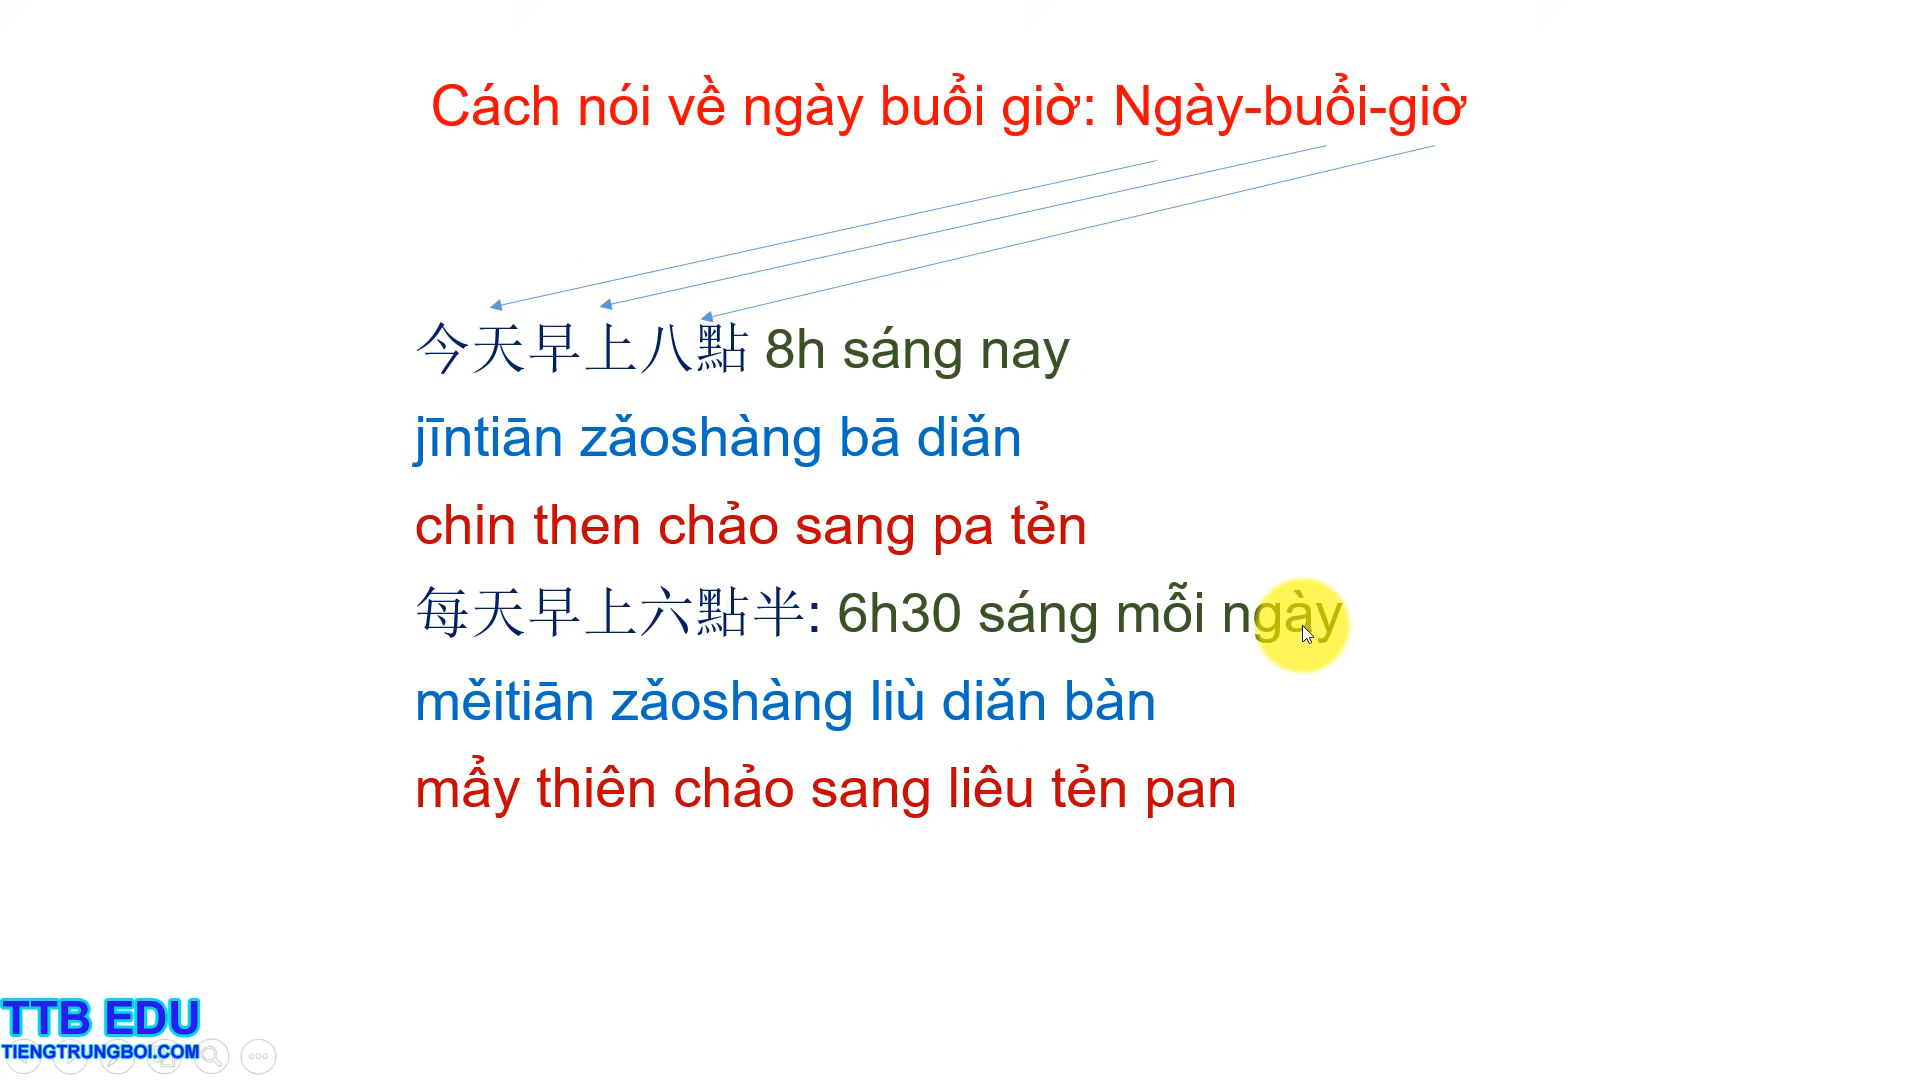 Cách nói về ngày buổi giờ: Ngày-buổi-giờ
今天早上八點 8h sáng nay
jīntiān zǎoshàng bā diǎn
chin then chảo sang pa tẻn
每天早上六點半: 6h30 sáng mỗi ngày
měitiān zǎoshàng liù diǎn bàn
mẩy thiên chảo sang liêu tẻn pan
TTB EDU
TIENGTRUNGBOI.COM